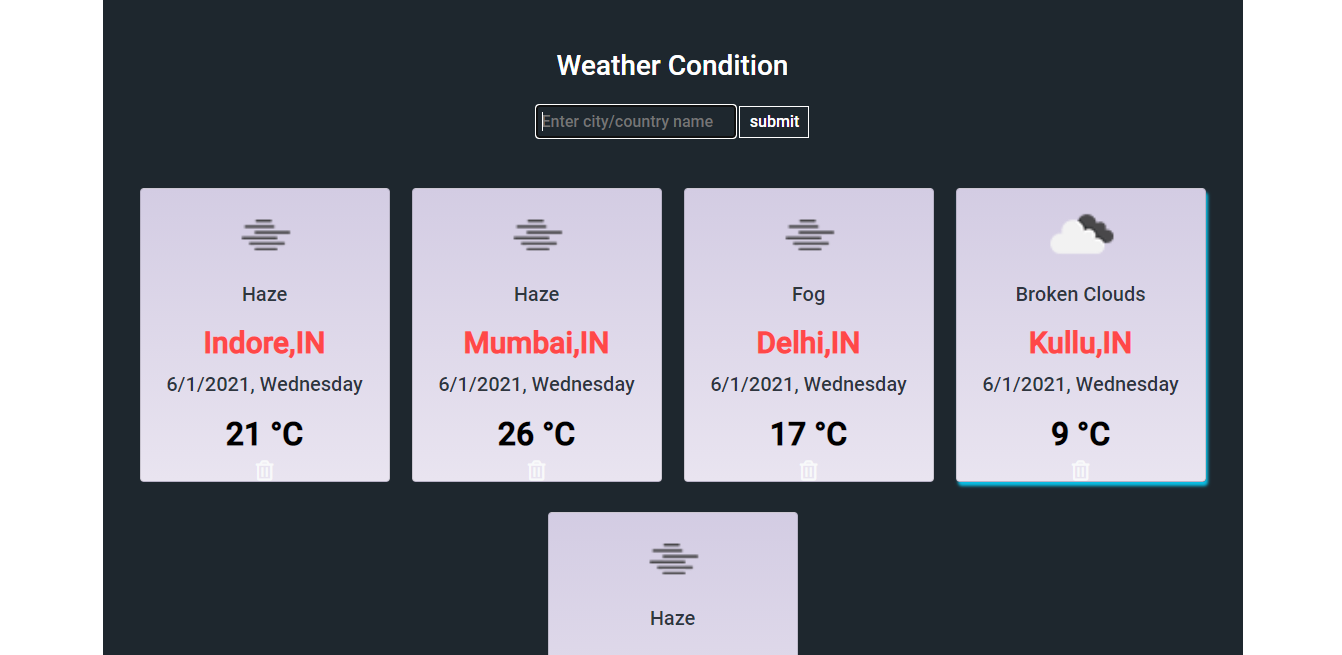 Weather Condition
Enter city/country name
submit
Haze
Indore,IN
6/1/2021, Wednesday
21 °C
Haze
Mumbai,IN
6/1/2021, Wednesday
26 °C
Fog
Delhi,IN
6/1/2021, Wednesday
17 °C
Broken Clouds
Kullu,IN
6/1/2021, Wednesday
9 °C
Haze